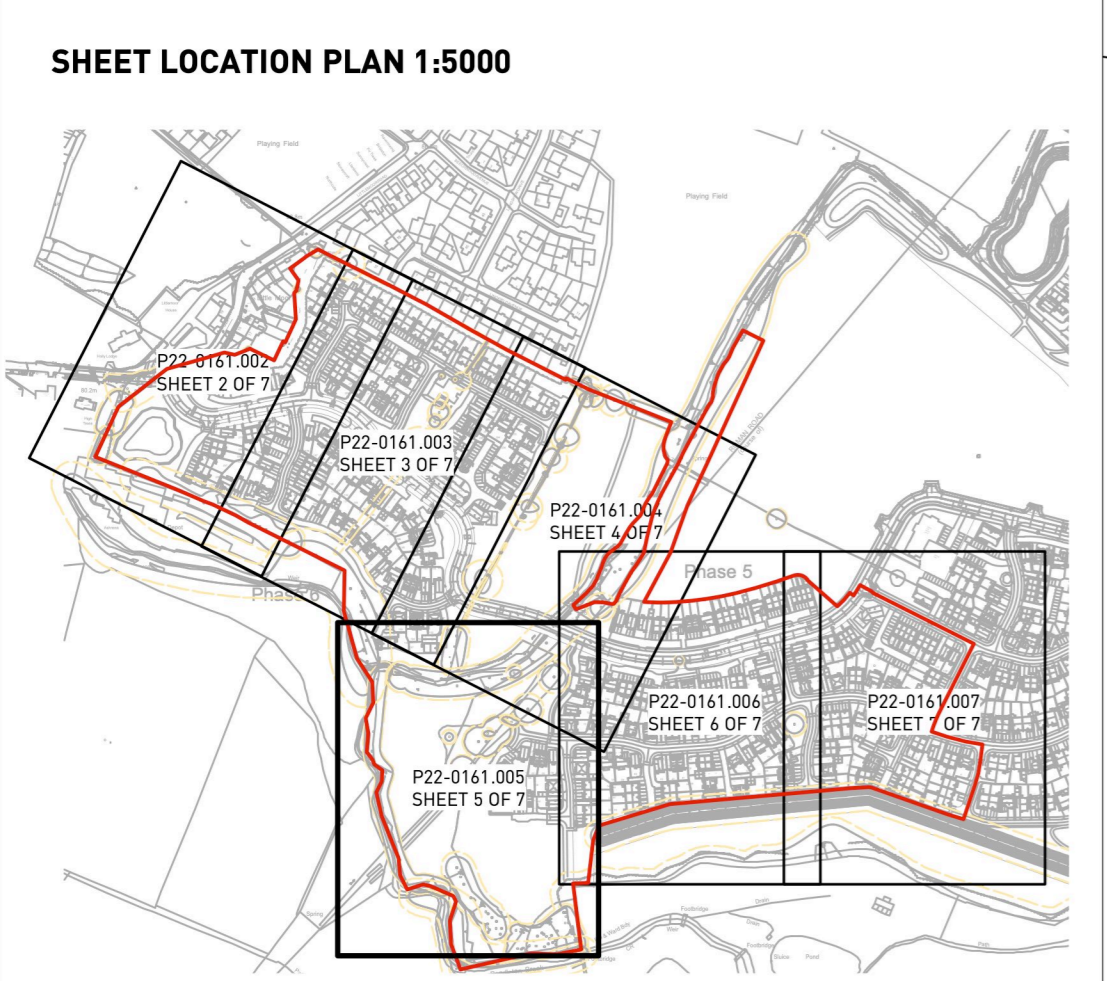 SHEET LOCATION PLAN 1:5000
Playing Field
Playing Field
P22-0161.002
SHEET 2 OF 7
P22-0161.003
SHEET 3 OF 7
P22-0161.004
SHEET 4 OF 7
Phase 5
Weir
Phase 6
P22-0161.006
SHEET 6 OF 7
P22-0161.007
SHEET 7 OF 7
P22-0161.005
SHEET 5 OF 7
Spring
Footbridge
Drain
Weir
Drain
Footbridge
Sluice
Pond
Path